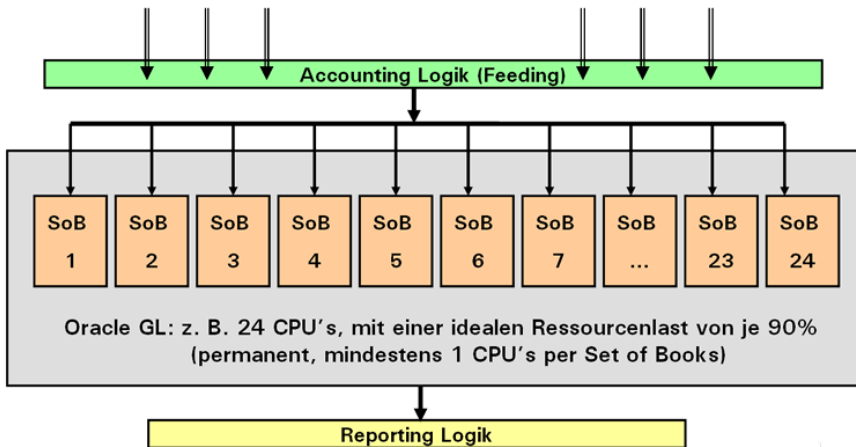 Accounting Logik (Feeding)
SoB SoB SoB SoB SoB SoB SoB SoB SoB SoB
1 2 3 4 5 6 7 ... 23 24
Oracle GL: z. B. 24 CPU's, mit einer idealen Ressourcenlast von je 90%
(permanent, mindestens 1 CPU's per Set of Books)
Reporting Logik